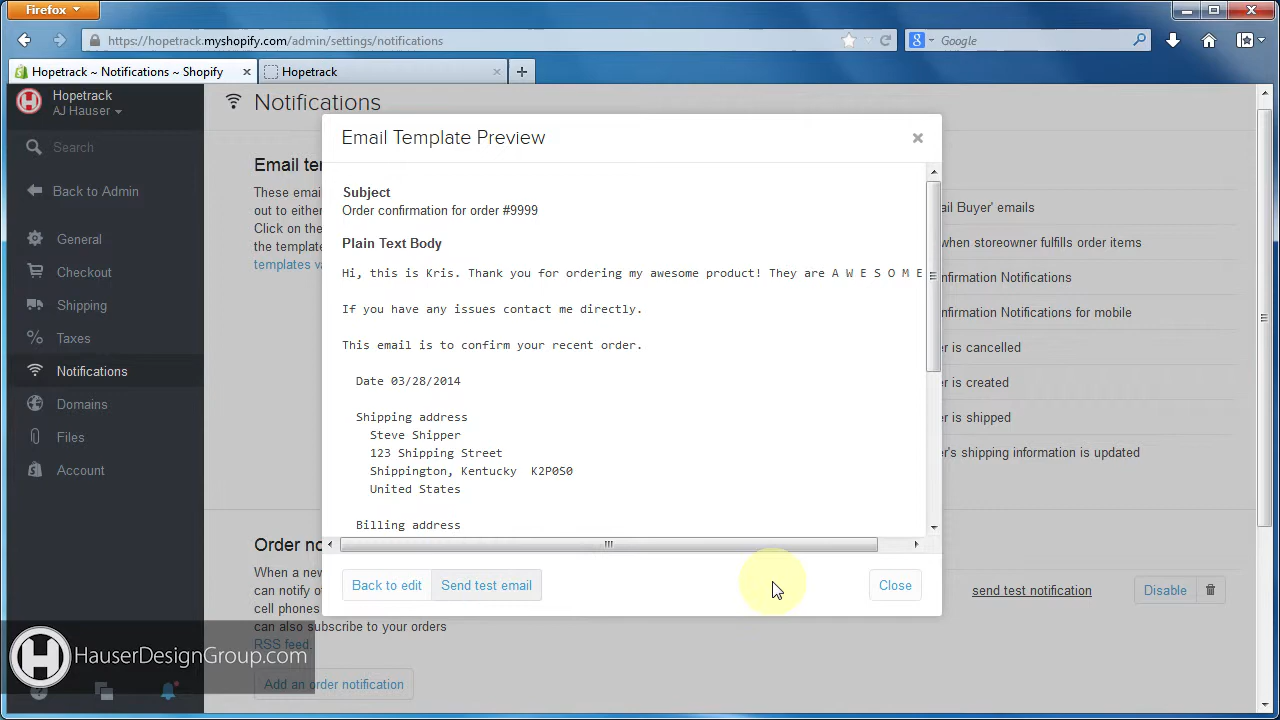 Firefox
https://hopetrack.myshopify.com/admin/settings/notifications
Google
Hopetrack ~ Notifications ~ Shopify
Hopetrack
Hopetrack
AJ Hauser
Search
Back to Admin
General
Checkout
Shipping
Taxes
Notifications
Domains
Files
Account
Notifications
Email te
These emai
out to either
Click on the
the template
templates va
Email Template Preview
Subject
Order confirmation for order #9999
Plain Text Body
Hi, this is Kris. Thank you for ordering my awesome product! They are A W E S O M E
If you have any issues contact me directly.
This email is to confirm your recent order.
Date 03/28/2014
Shipping address
Steve Shipper
123 Shipping Street
Shippington, Kentucky K2P0S0
United States
Billing address
Back to edit
Send test email
Close
ail Buyer' emails
when storeowner fulfills order items
nfirmation Notifications
nfirmation Notifications for mobile
er is cancelled
er is created
er is shipped
er's shipping information is updated
Order no
When a new
order notificati
cell phones
can also subscribe to your orders
RSS feed.
Add an order notification
send test notification
Disable
H HauserDesignGroup.com